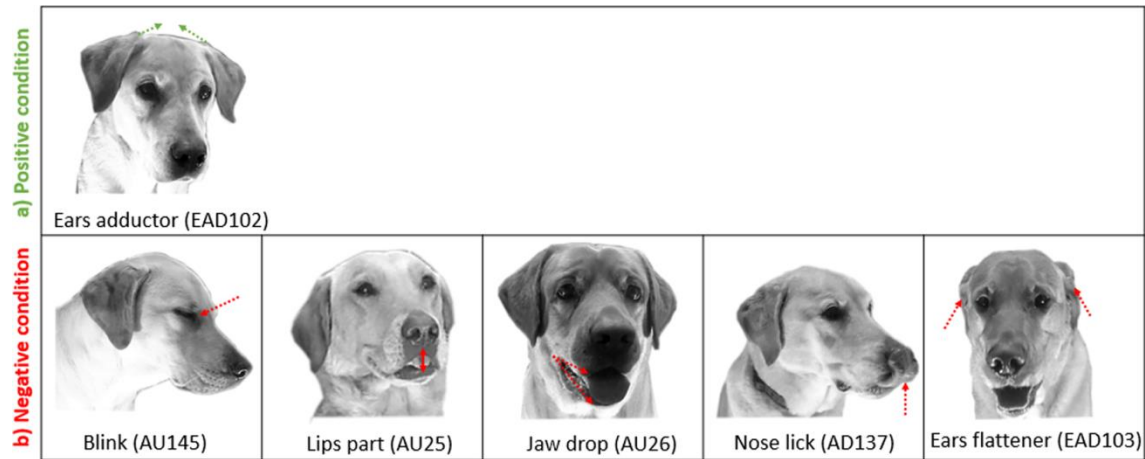 a) Positive condition
Ears adductor (EAD102)
b) Negative condition
Blink (AU145)
Lips part (AU25)
Jaw drop (AU26)
Nose lick (AD137)
Ears flattener (EAD103)